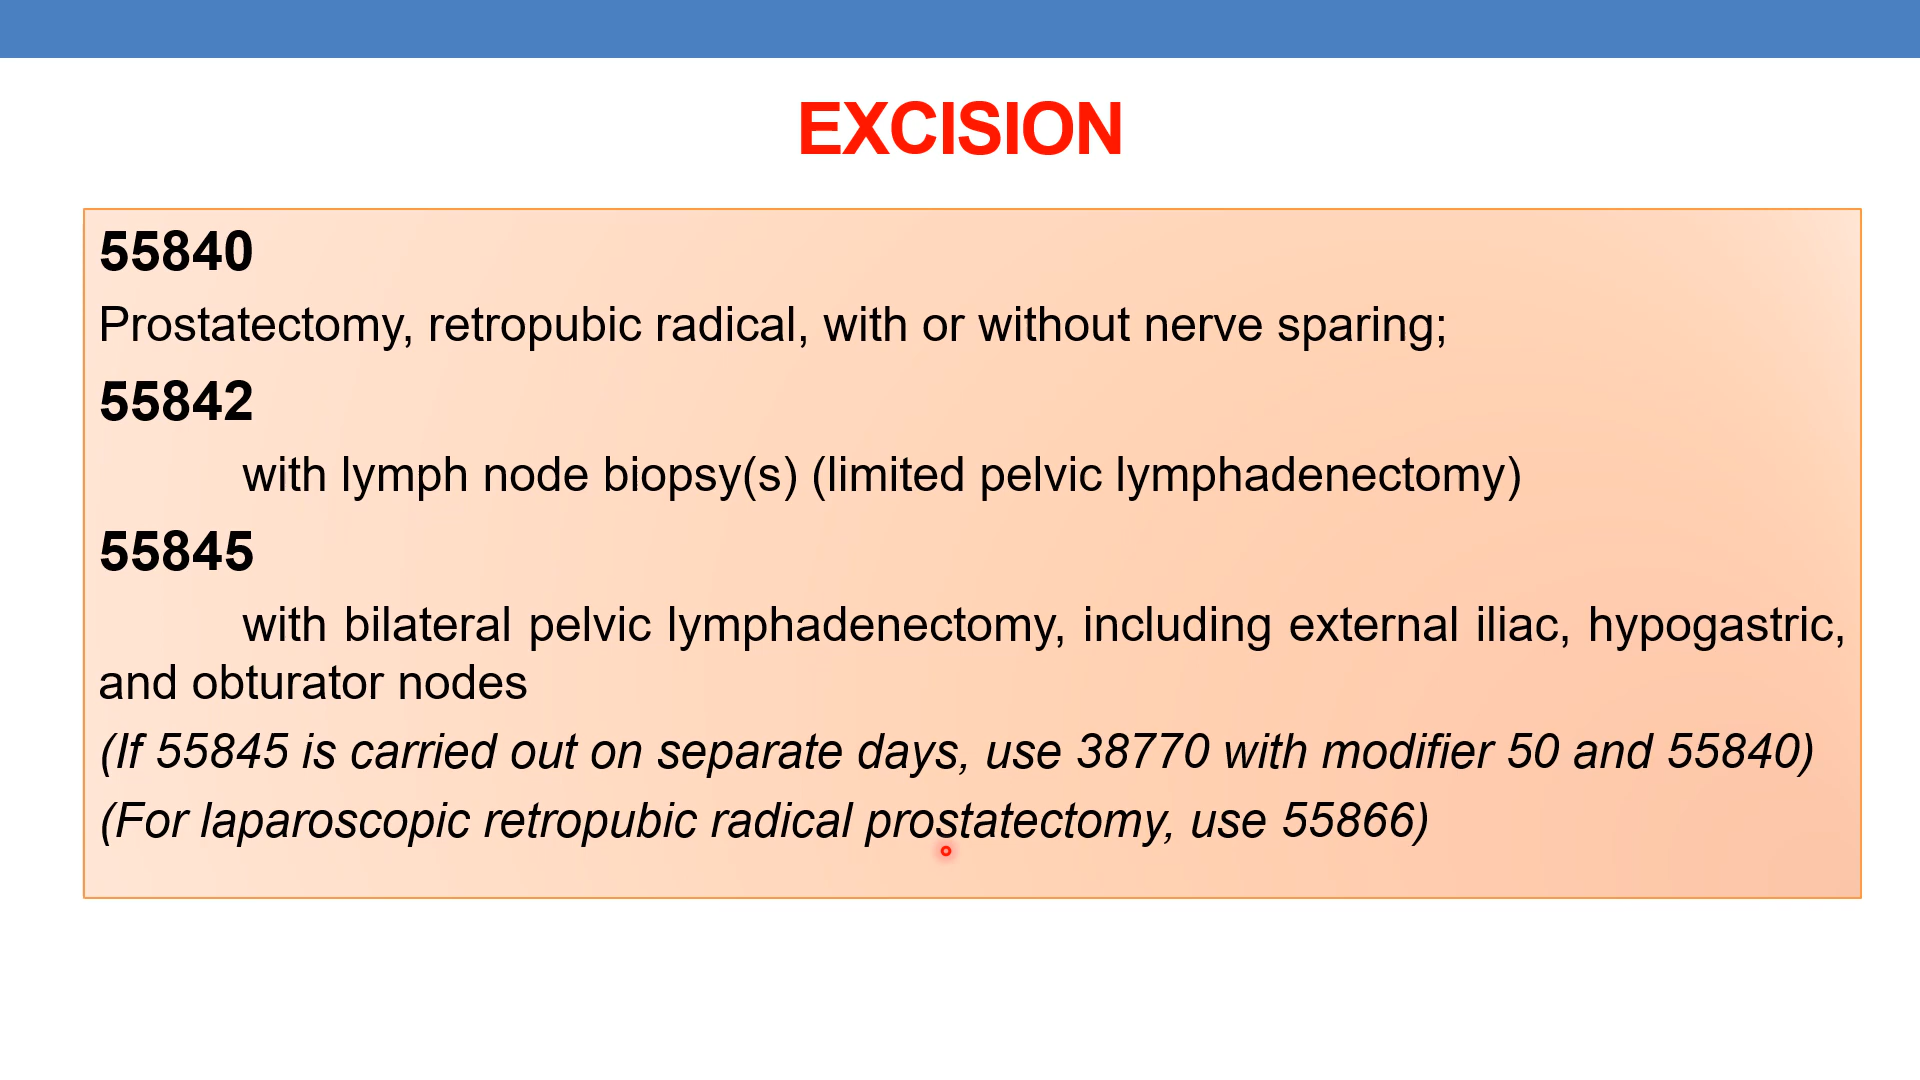 EXCISION
55840
Prostatectomy, retropubic radical, with or without nerve sparing;
55842
with lymph node biopsy(s) (limited pelvic lymphadenectomy)
55845
with bilateral pelvic lymphadenectomy, including external iliac, hypogastric,
and obturator nodes
(If 55845 is carried out on separate days, use 38770 with modifier 50 and 55840)
(For laparoscopic retropubic radical prostatectomy, use 55866)